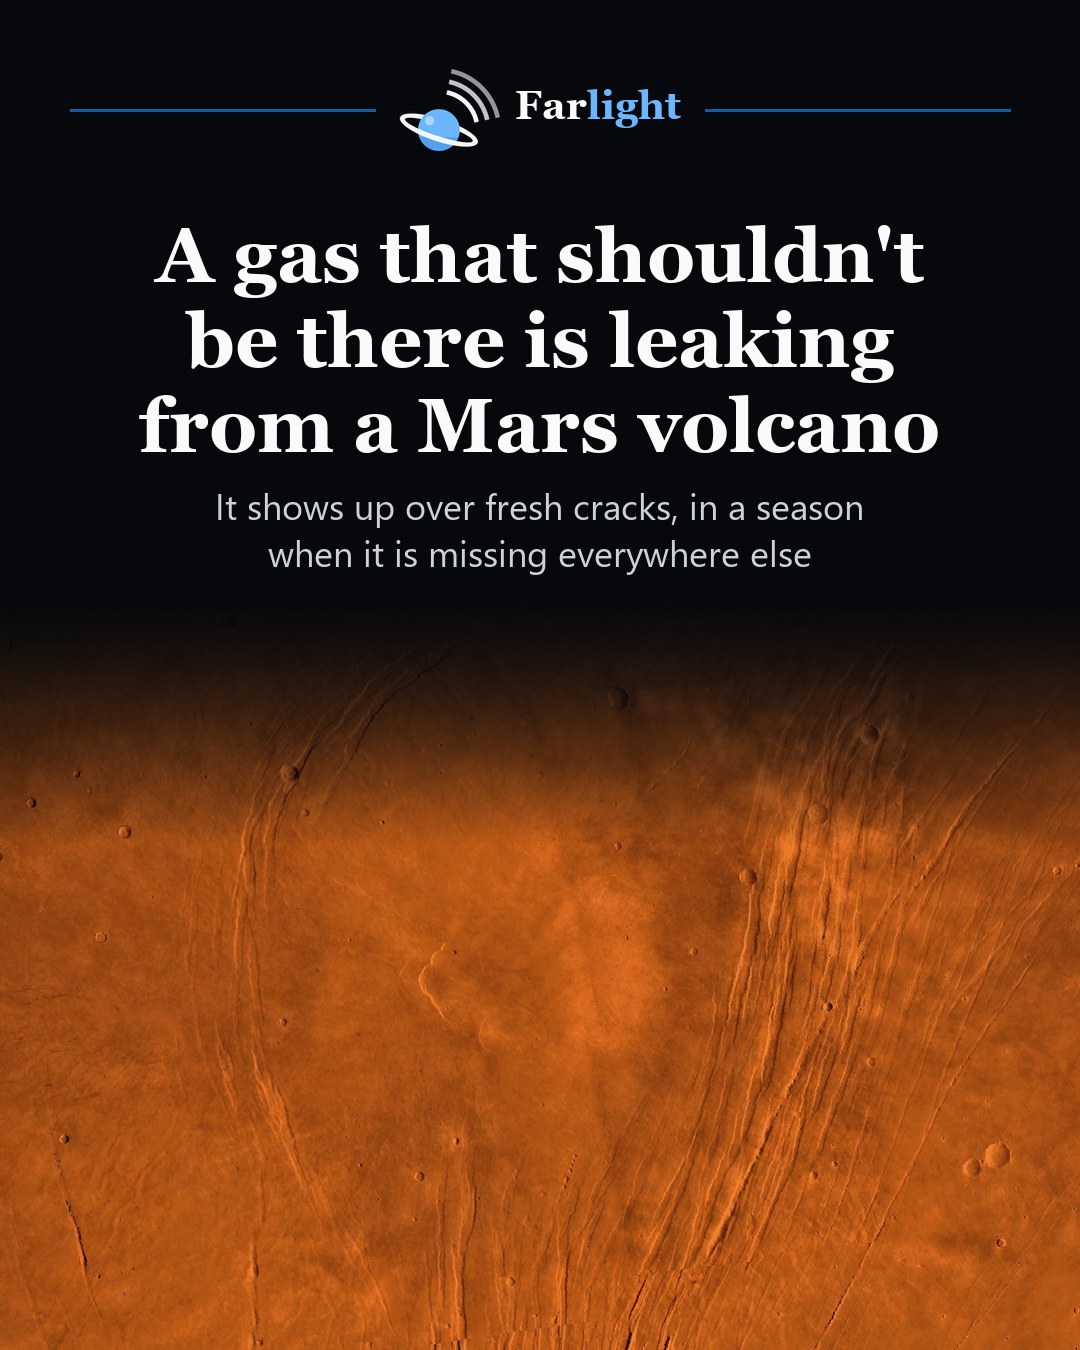 Farlight
A gas that shouldn't
be there is leaking
from a Mars volcano
It shows up over fresh cracks, in a season
when it is missing everywhere else